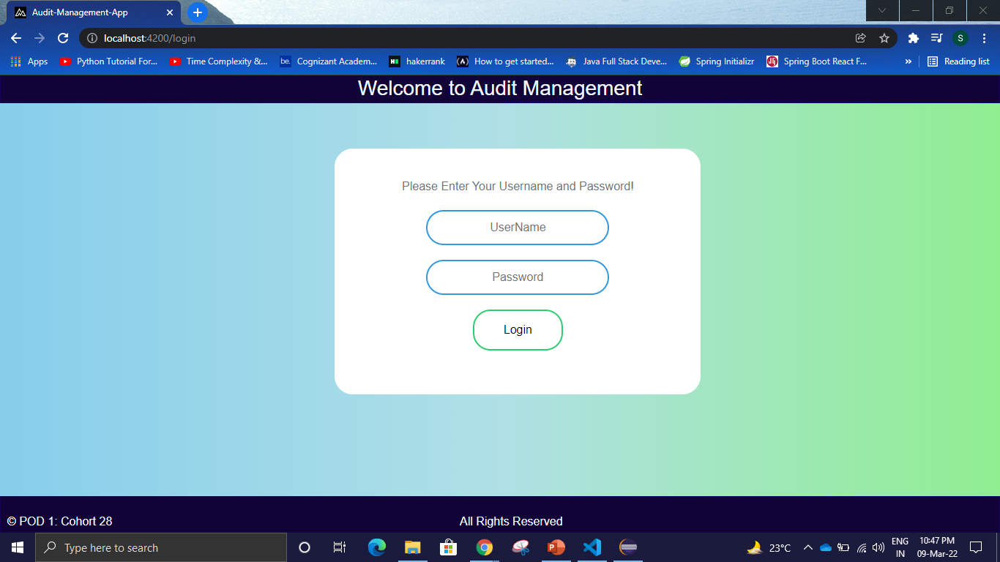 Audit-Management-App
localhost:4200/login
Apps
Python Tutorial For...
Time Complexity &...
be.
Cognizant Academ...
H
hakerrank
How to get started...
Java Full Stack Deve...
Spring Initializr
Spring Boot React F...
»
Reading list
S
Welcome to Audit Management
Please Enter Your Username and Password!
UserName
Password
Login
© POD 1: Cohort 28
All Rights Reserved
Type here to search
23°C
ENG
IN
10:47 PM
09-Mar-22